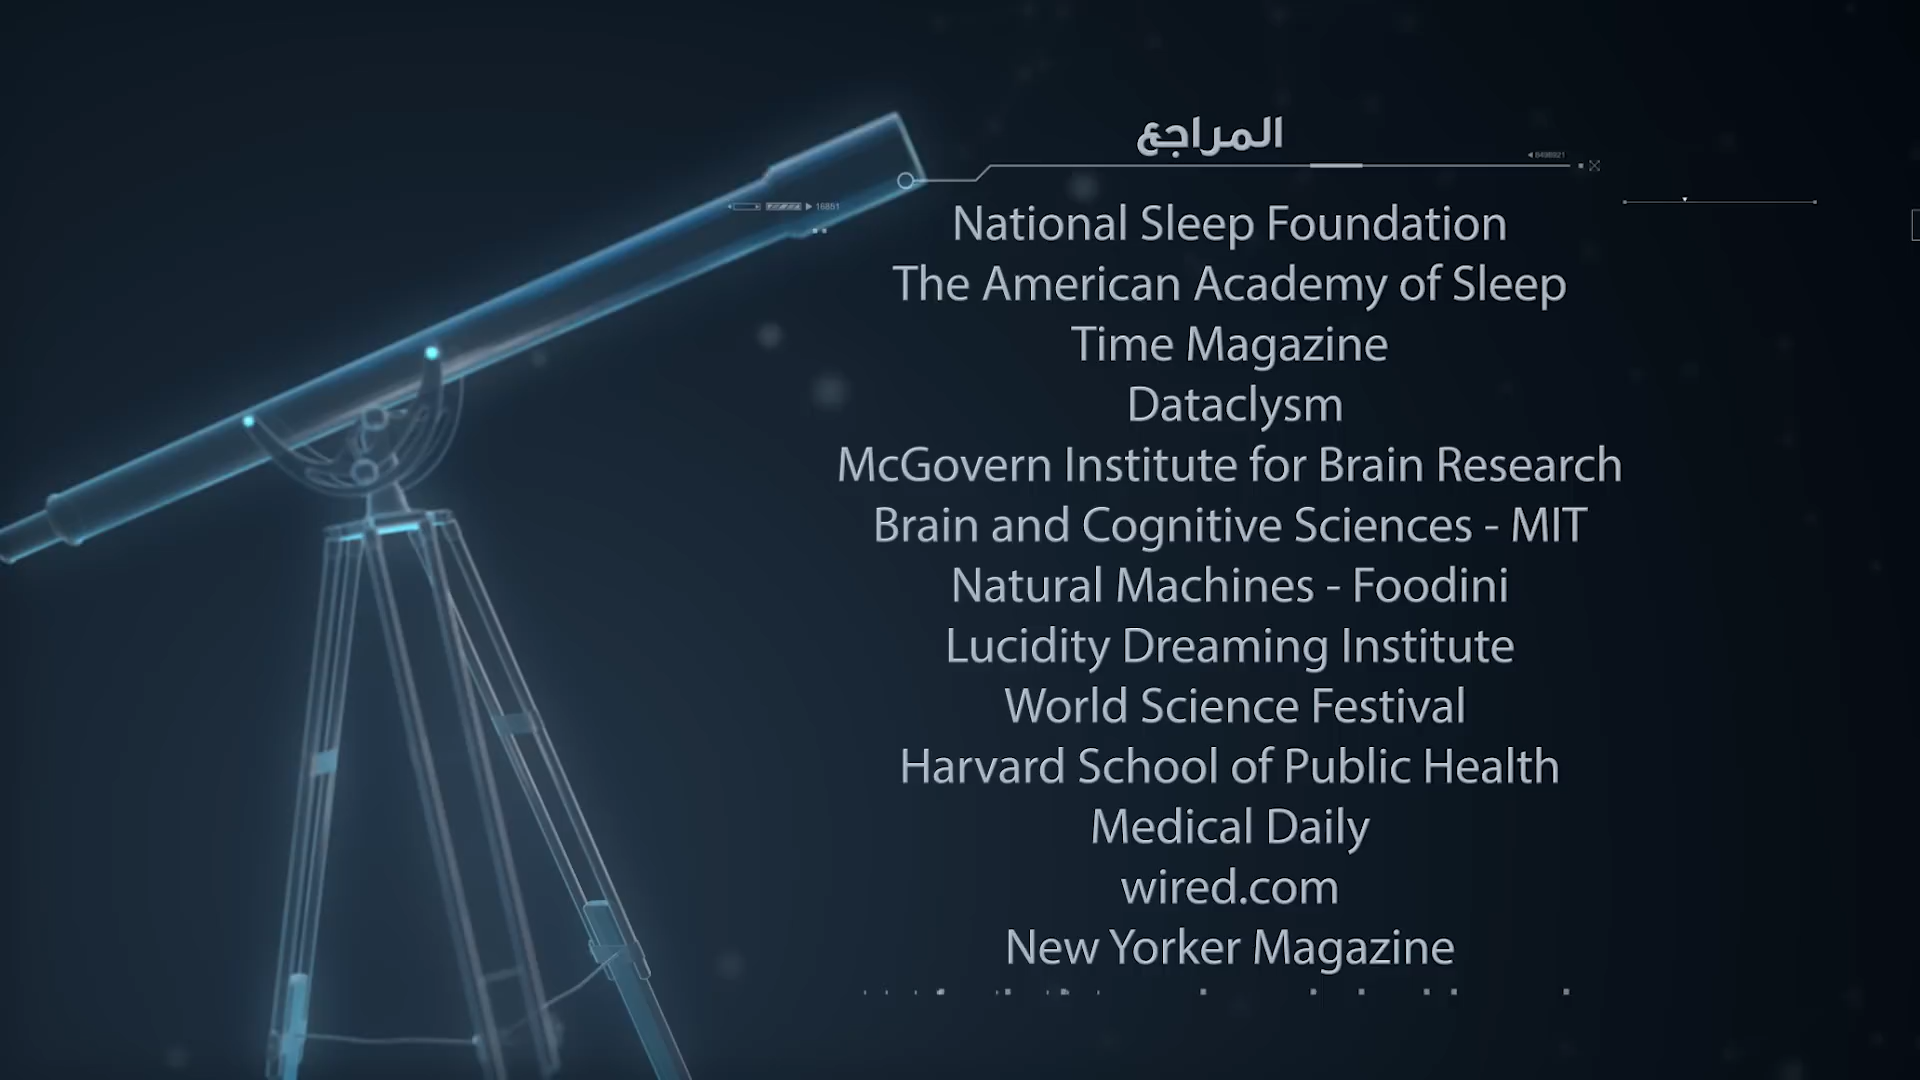 المراجع
8498921
16851
National Sleep Foundation
The American Academy of Sleep
Time Magazine
Dataclysm
McGovern Institute for Brain Research
Brain and Cognitive Sciences - MIT
Natural Machines - Foodini
Lucidity Dreaming Institute
World Science Festival
Harvard School of Public Health
Medical Daily
wired.com
New Yorker Magazine